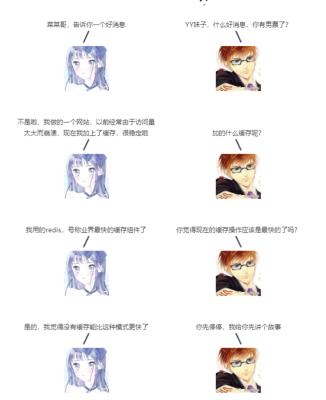 菜菜哥，告诉你一个好消息
YY妹子，什么好消息，你有男票了？
不是啦，我做的一个网站，以前经常由于访问量
太大而崩溃，现在我加上了缓存，很稳定啦
加的什么缓存呢？
我用的redis，号称业界最快的缓存组件了
你觉得现在的缓存操作应该是最快的了吗？
是的，我觉得没有缓存能比这种模式更快了
你先停停，我给你先讲个故事